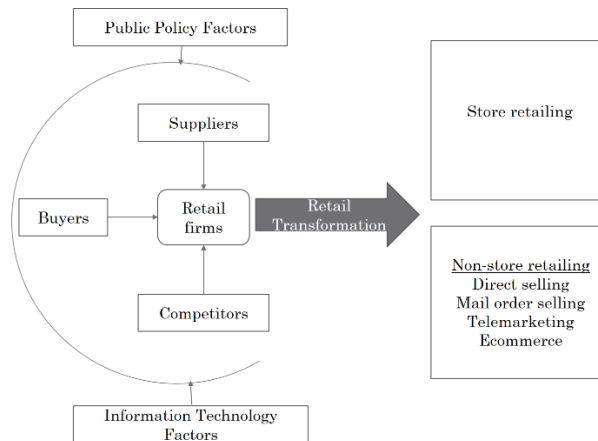 Public Policy Factors
Suppliers
Buyers
Retail
firms
Competitors
Information Technology
Factors
Retail
Transformation
Store retailing
Non-store retailing
Direct selling
Mail order selling
Telemarketing
Ecommerce